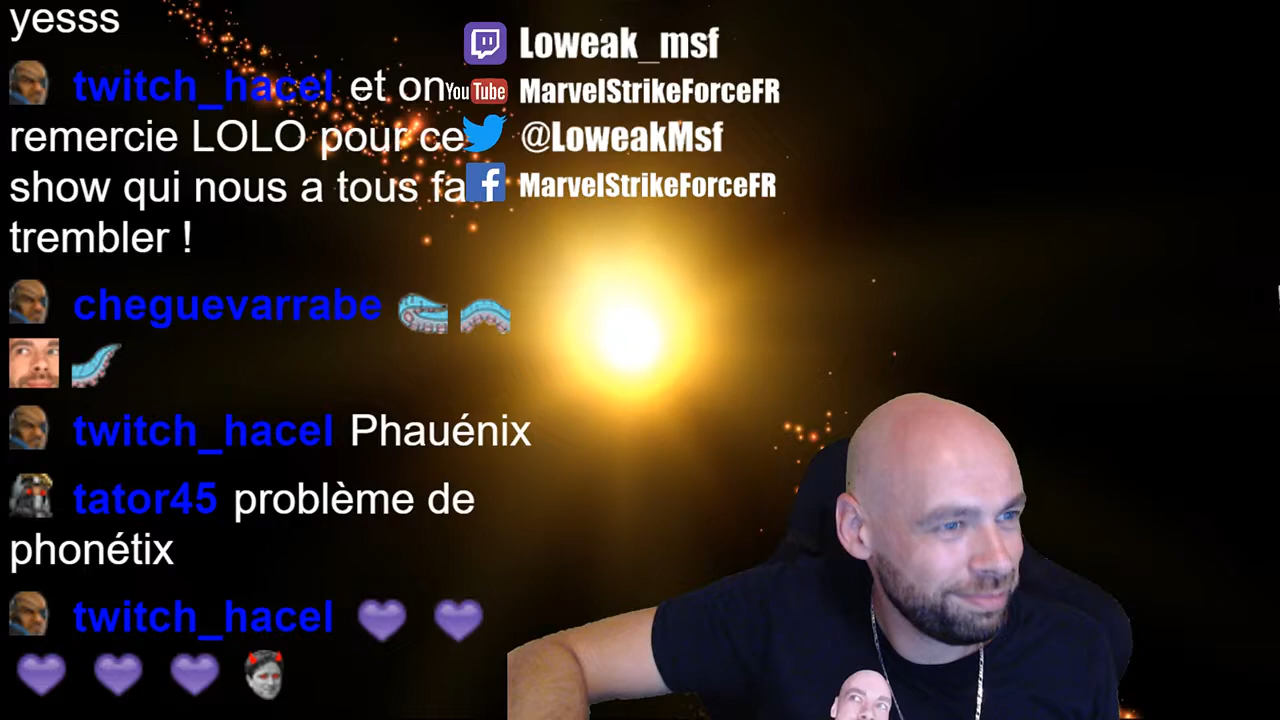 yesss
twitch_hacel et on
remercie LOLO pour ce
show qui nous a tous fa
trembler !
cheguevarrabe
twitch_hacel Phauénix
tator45 problème de
phonétix
twitch_hacel
Loweak_msf
YouTube MarvelStrikeForceFR
@LoweakMsf
f MarvelStrikeForceFR